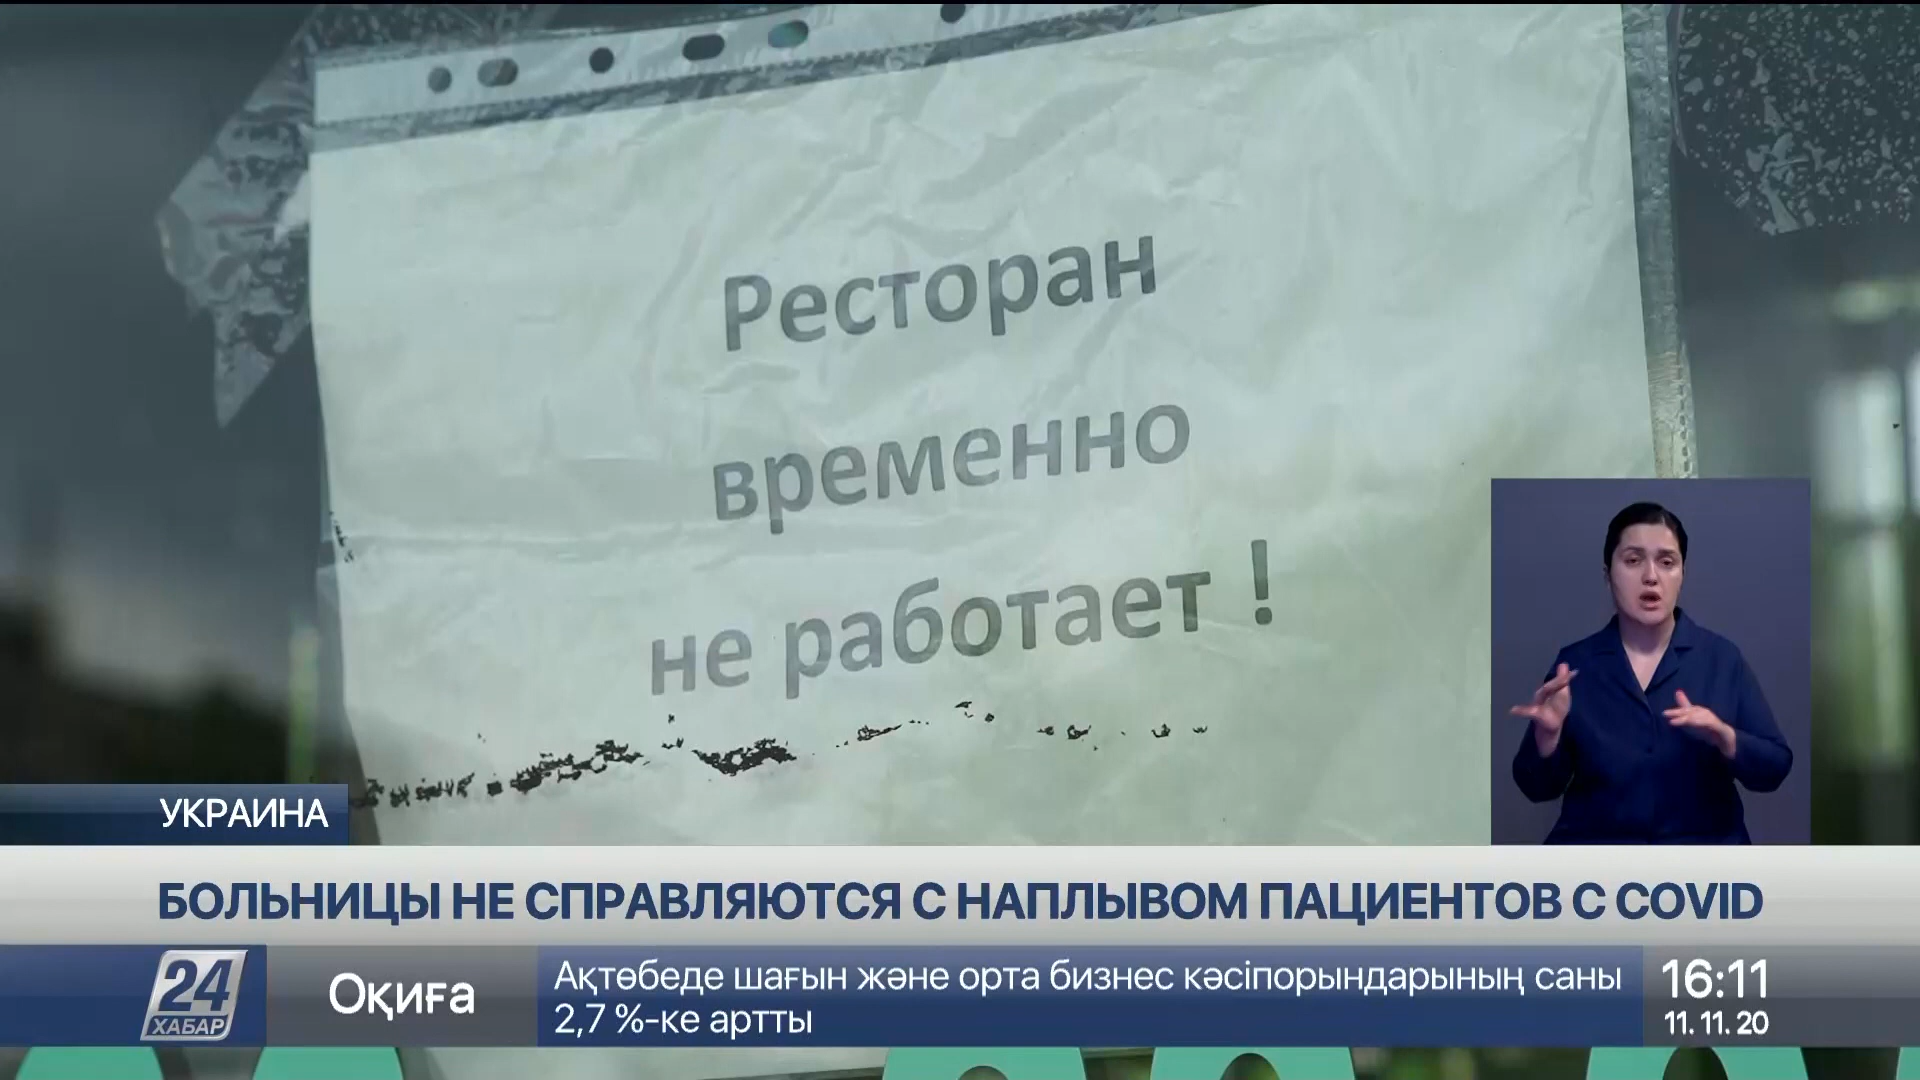 Ресторан
временно
не работает !
УКРАИНА
БОЛЬНИЦЫ НЕ СПРАВЛЯЮТСЯ С НАПЛЫВОМ ПАЦИЕНТОВ С COVID
24
ХАБАР
Оқиға
Ақтөбеде шағын және орта бизнес кәсіпорындарының саны
2,7 %-ке артты
16:11
11. 11. 20